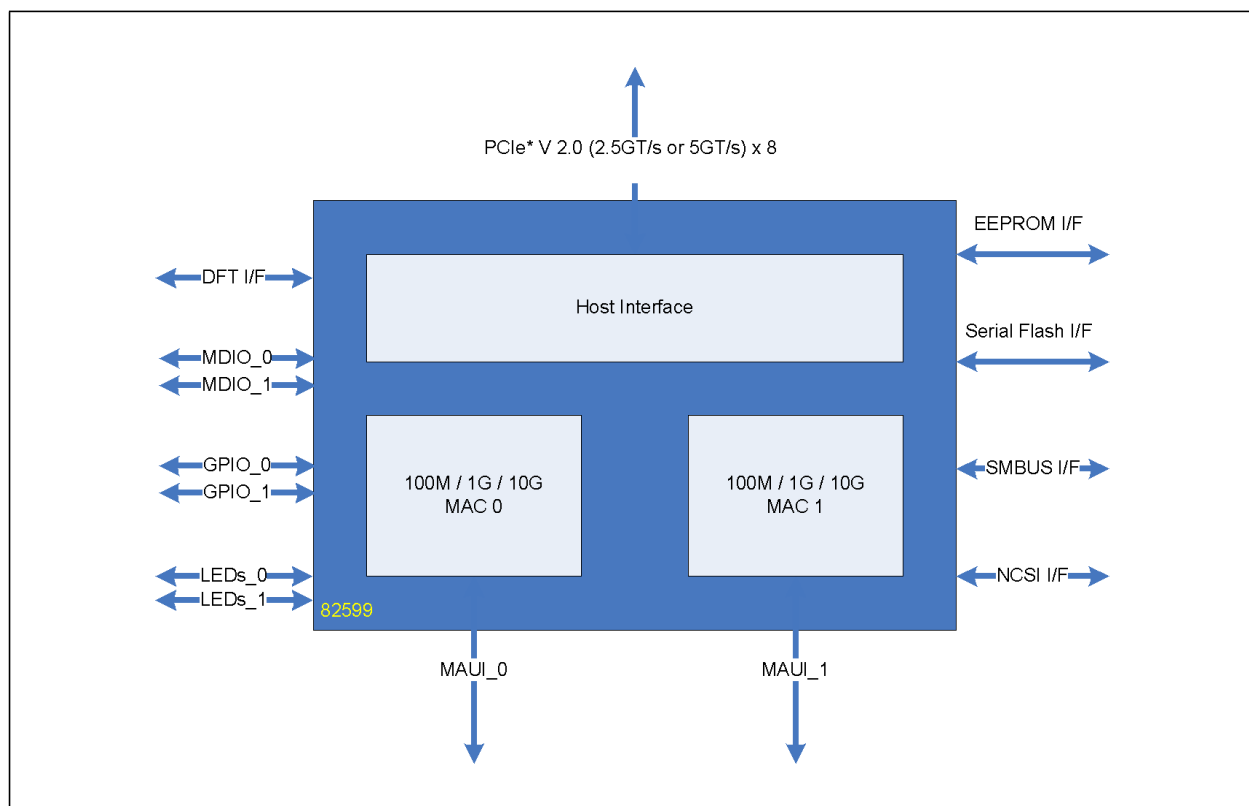 PCIe* V 2.0 (2.5GT/s or 5GT/s) x 8
EEPROM I/F
DFT I/F
Host Interface
Serial Flash I/F
MDIO_0
MDIO_1
GPIO_0
GPIO_1
100M / 1G / 10G
MAC 0
100M / 1G / 10G
MAC 1
SMBUS I/F
LEDs_0
LEDs_1
NCSI I/F
82599
MAUI_0
MAUI_1